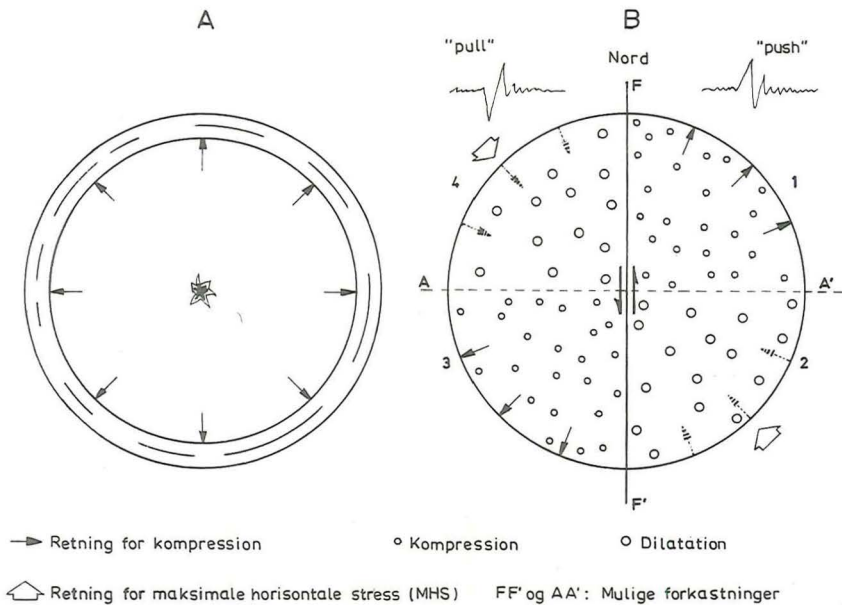 A
B
"pull"
Nord
"push"
F
4
1
A
A'
3
2
F'
Retning for kompression
Kompression
Dilatation
Retning for maksimale horisontale stress (MHS)
FF' og AA': Mulige forkastninger